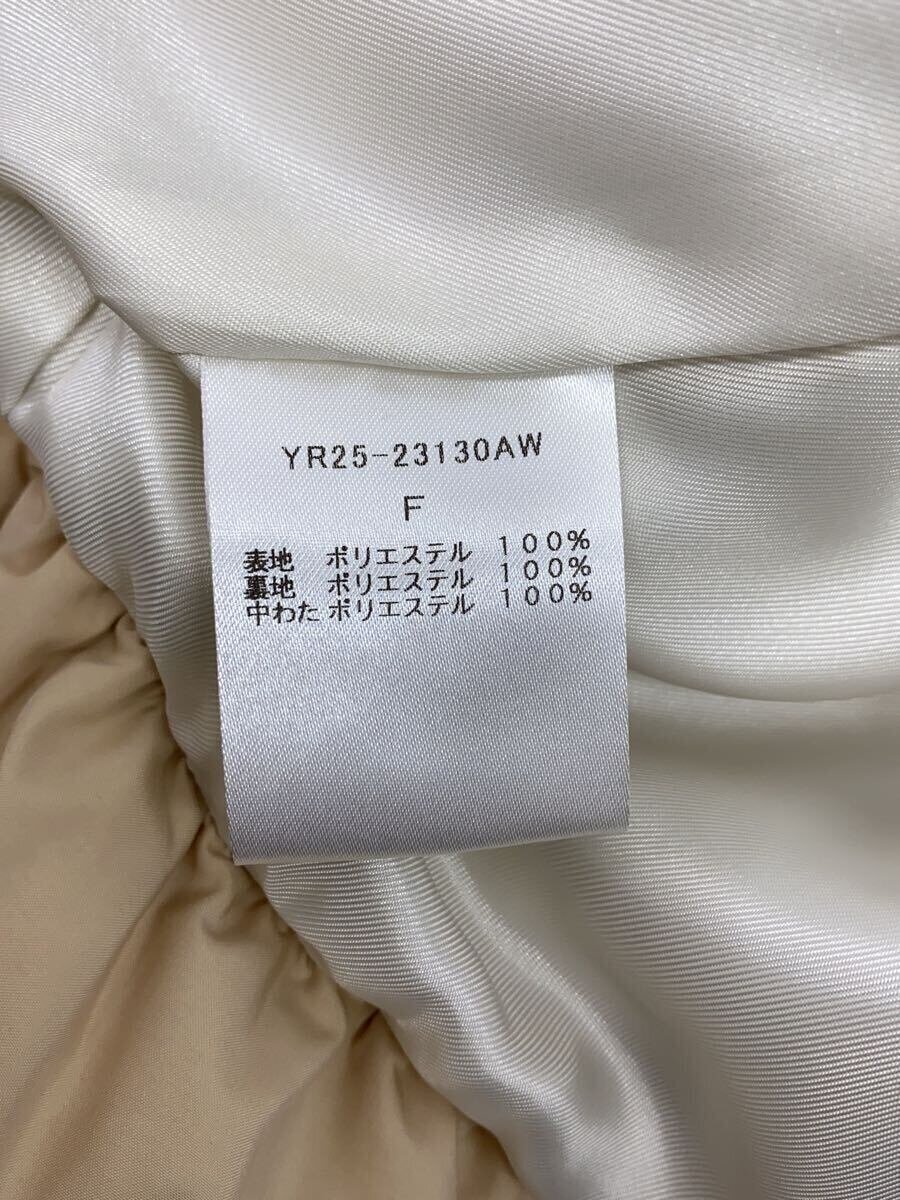 YR25-23130AW
F
表地 ポリエステル 100%
裏地 ポリエステル 100%
中わた ポリエステル 100%